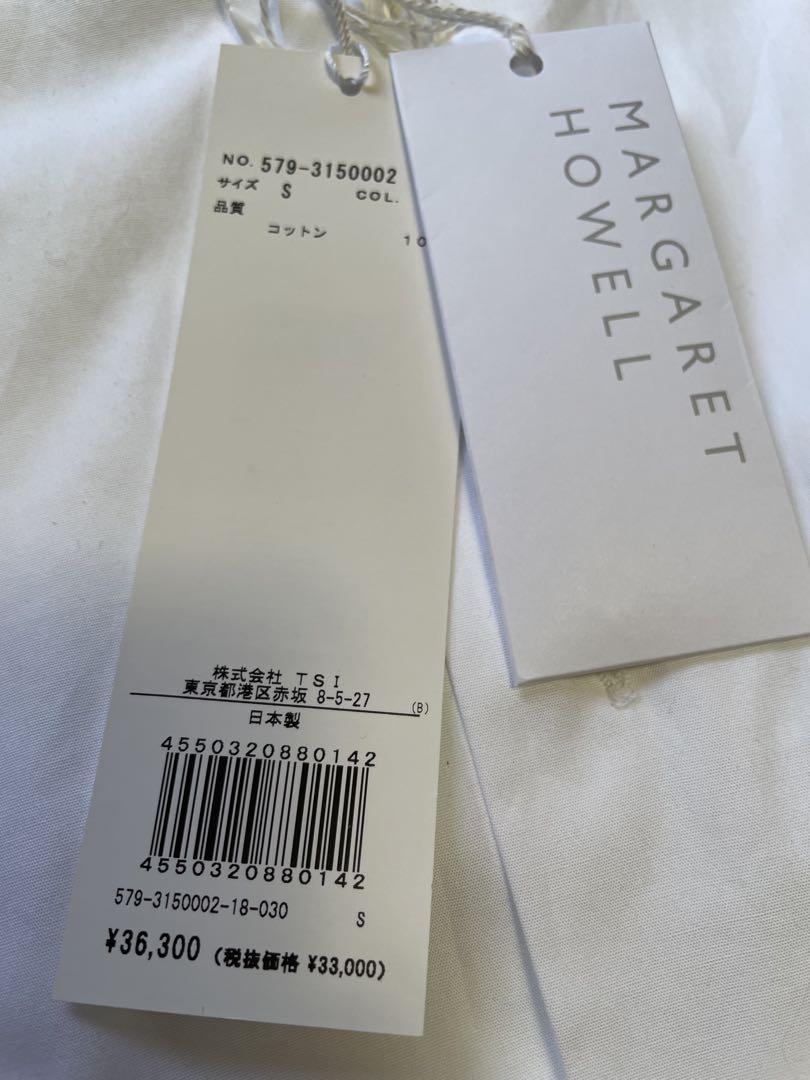 NO. 579-3150002
サイズ S COL.
品質
コットン 10
株式会社 TSI
東京都港区赤坂 8-5-27 (B)
日本製
4550320880142
4550320880142
579-3150002-18-030 S
¥36,300 (税抜価格 ¥33,000)
MARGARET
HOWELL